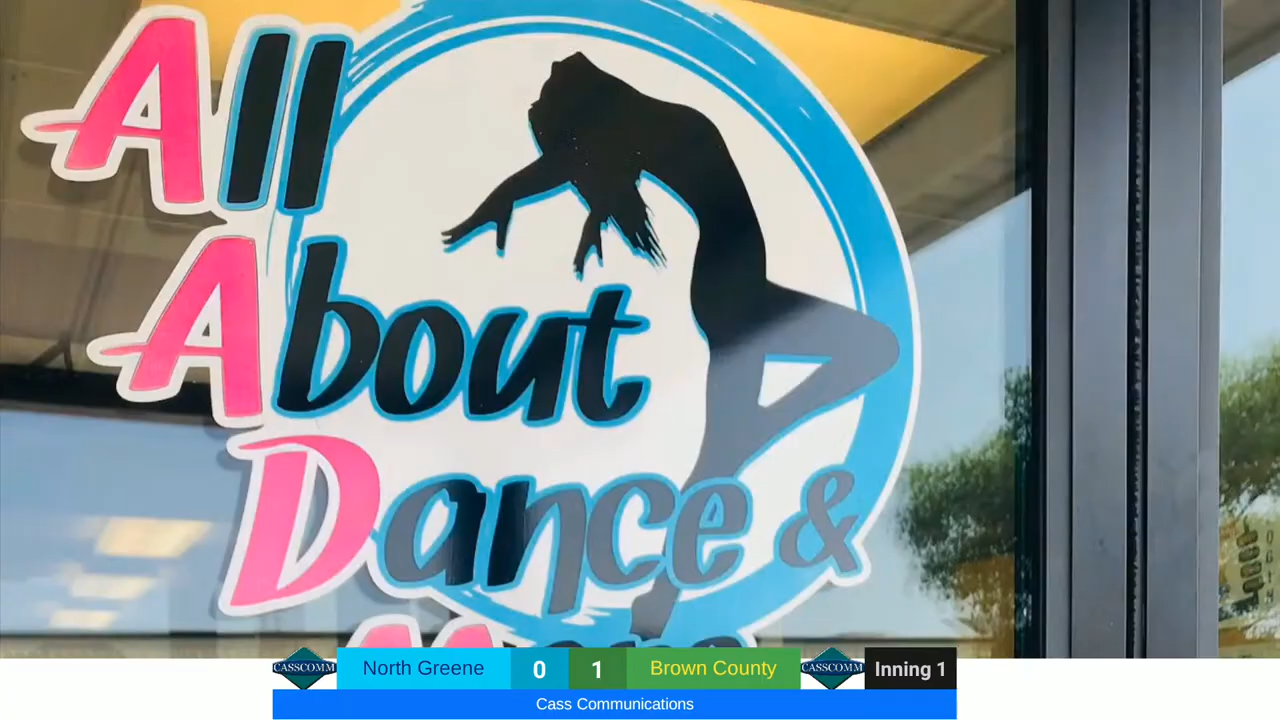 All
About
Dance &
CASSCOMM North Greene 0 1 Brown County CASSCOMM Inning 1
Cass Communications